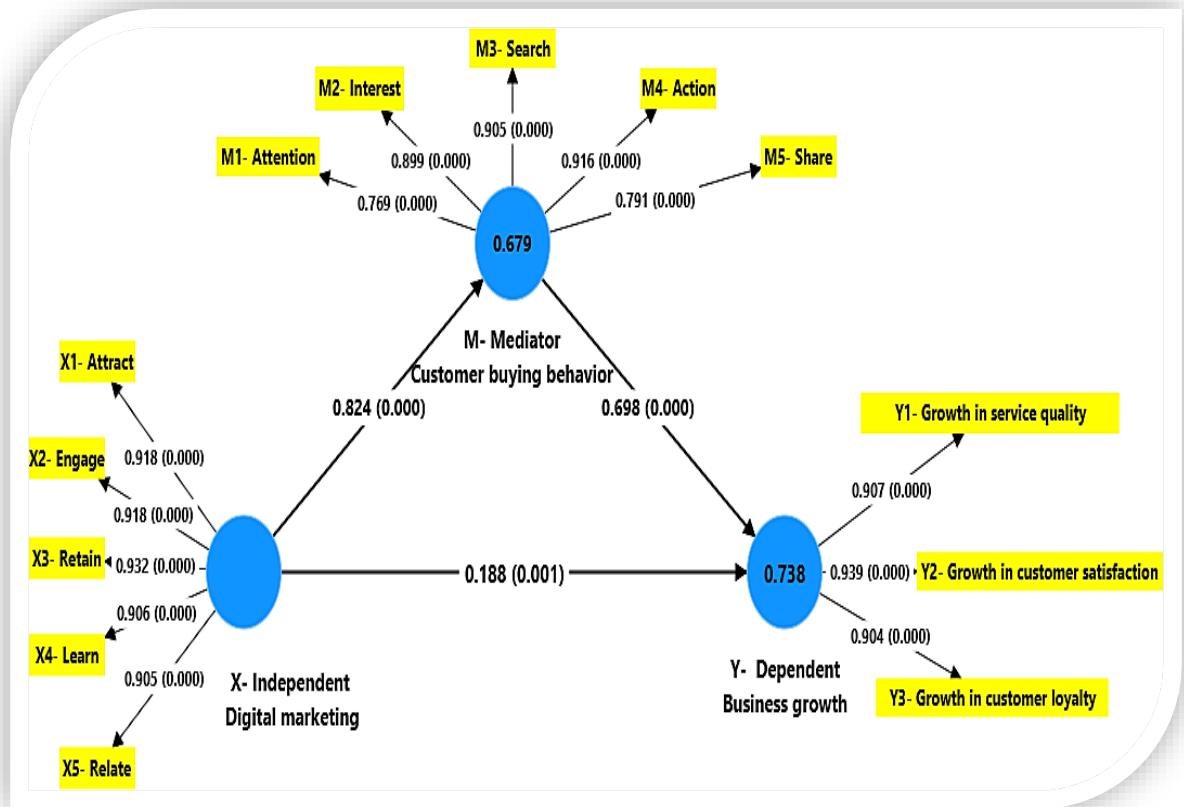 M3- Search
M2- Interest
M4- Action
0.905 (0.000)
M1- Attention
0.899 (0.000)
0.916 (0.000)
M5- Share
0.769 (0.000)
0.791 (0.000)
0.679
M- Mediator
Customer buying behavior
X1- Attract
0.824 (0.000)
0.698 (0.000)
Y1- Growth in service quality
X2- Engage
0.918 (0.000)
0.918 (0.000)
0.907 (0.000)
X3- Retain
0.932 (0.000)
0.188 (0.001)
0.738
0.939 (0.000)
Y2- Growth in customer satisfaction
0.906 (0.000)
X4- Learn
0.904 (0.000)
0.905 (0.000)
X- Independent
Digital marketing
Y- Dependent
Business growth
Y3- Growth in customer loyalty
X5- Relate